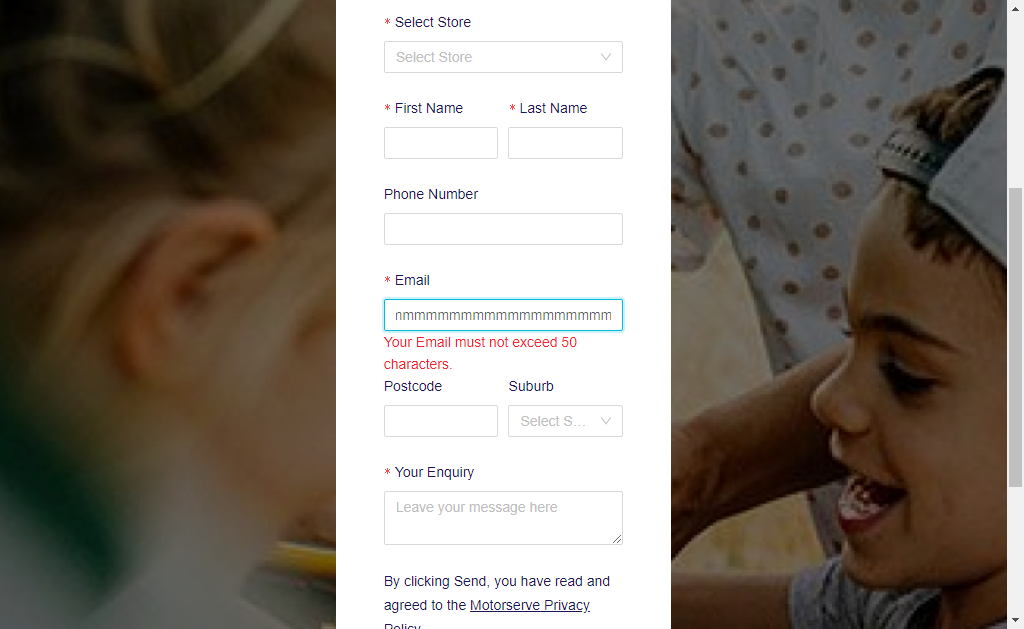 * Select Store
Select Store
* First Name
* Last Name
Phone Number
* Email
Your Email must not exceed 50
characters.
Postcode
Suburb
Select S...
* Your Enquiry
Leave your message here
By clicking Send, you have read and
agreed to the Motorserve Privacy
Policy